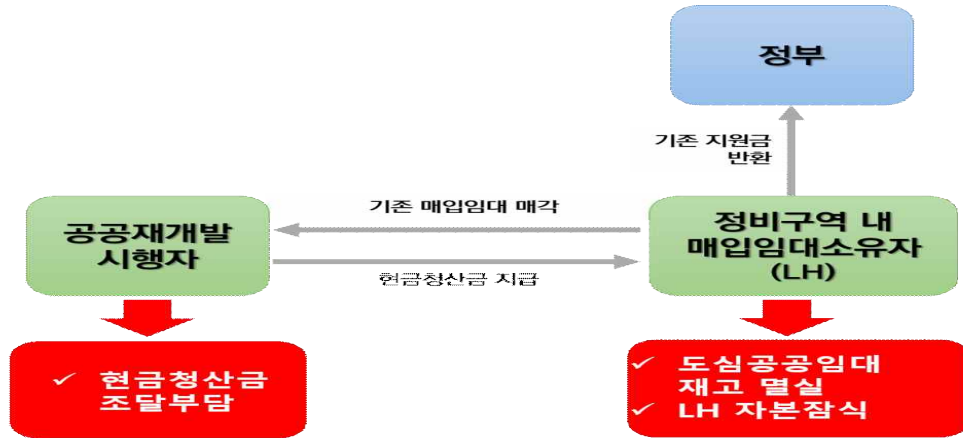 정부
기존 지원금
반환
기존 매입임대 매각
공공재개발
시행자
정비구역 내
매입임대소유자
(LH)
현금청산금 지급
✓ 현금청산금
조달부담
✓ 도심공공임대
재고 멸실
✓ LH 자본잠식